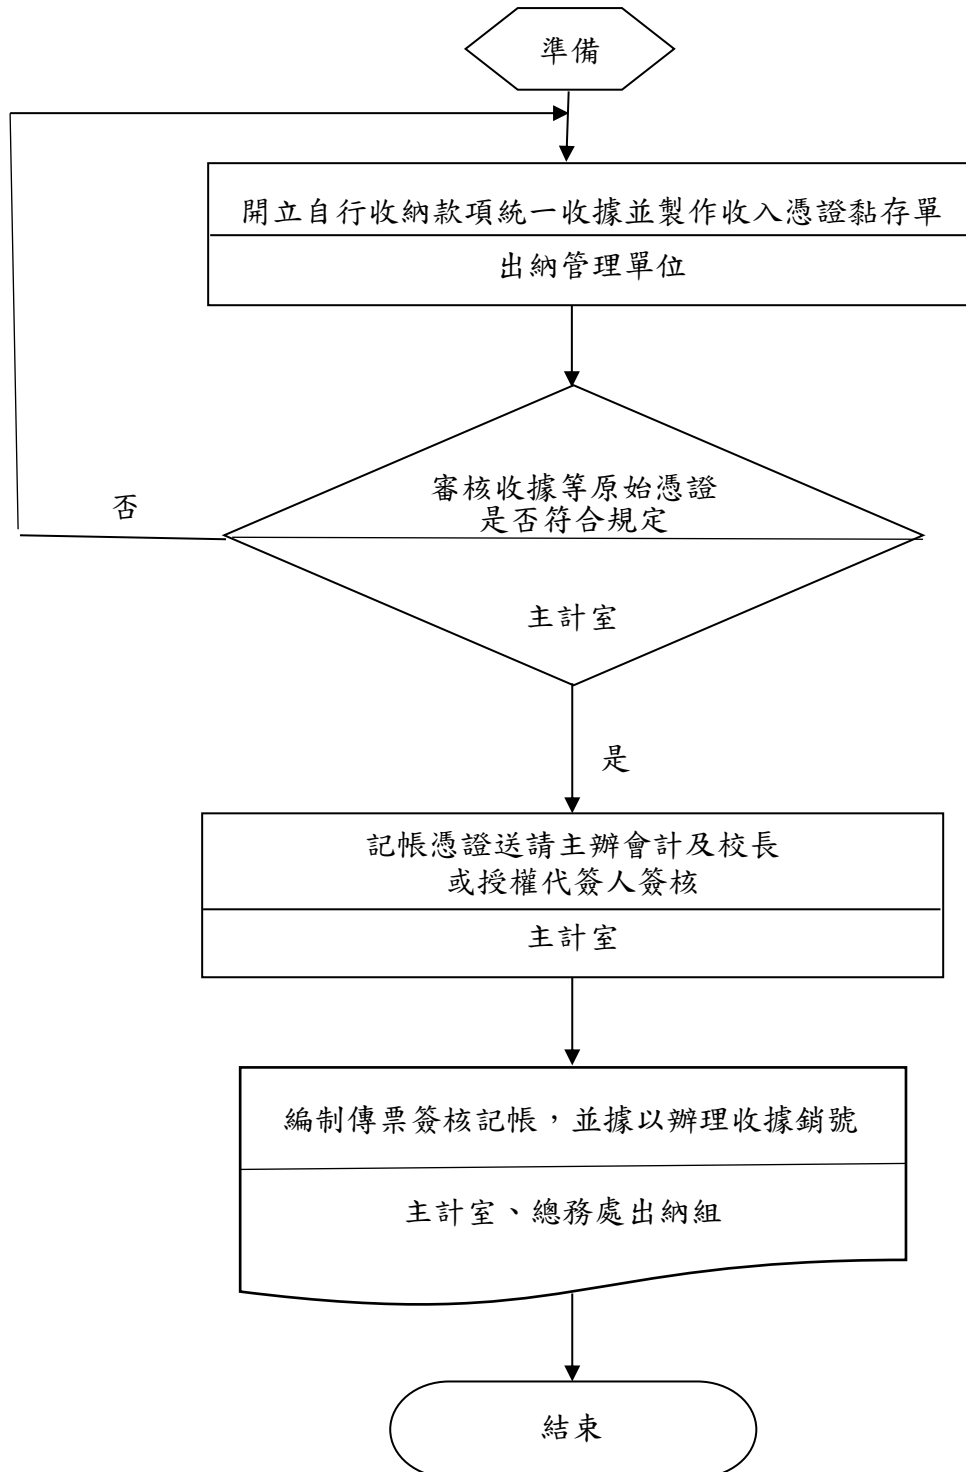 準備
開立自行收納款項統一收據並製作收入憑證黏存單
出納管理單位
審核收據等原始憑證
是否符合規定
否
主計室
是
記帳憑證送請主辦會計及校長
或授權代簽人簽核
主計室
編制傳票簽核記帳，並據以辦理收據銷號
主計室、總務處出納組
結束